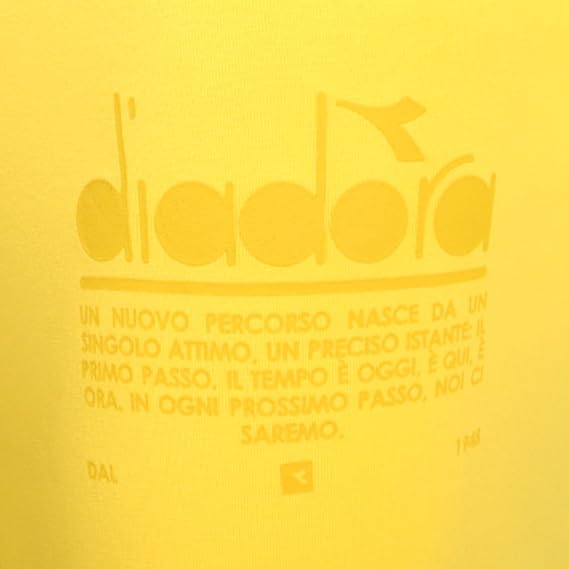 diadora
UN NUOVO PERCORSO NASCE DA UN
SINGOLO ATTIMO, UN PRECISO ISTANTE: IL
PRIMO PASSO. IL TEMPO È OGGI, È QUI, È
ORA. IN OGNI PROSSIMO PASSO, NOI CI
SAREMO.
DAL 1948